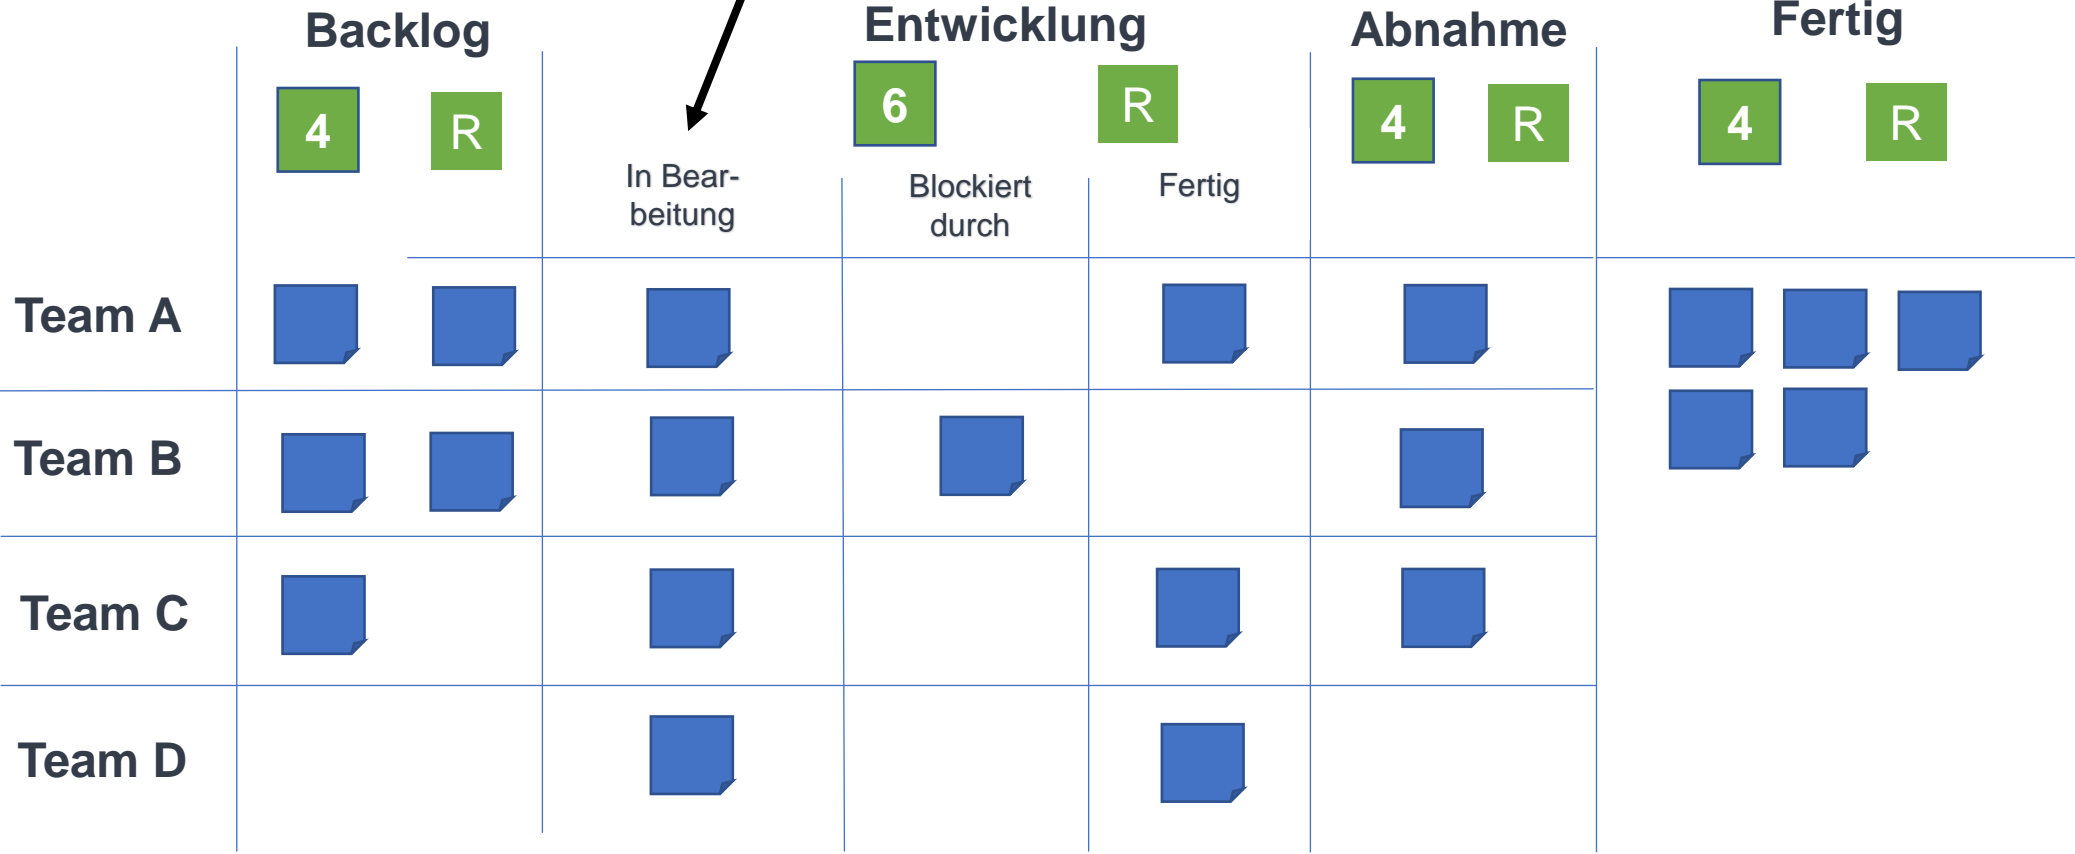 Backlog
Entwicklung
Abnahme
Fertig
4
R
6
R
4
R
4
R
In Bear-
beitung
Blockiert
durch
Fertig
Team A
Team B
Team C
Team D